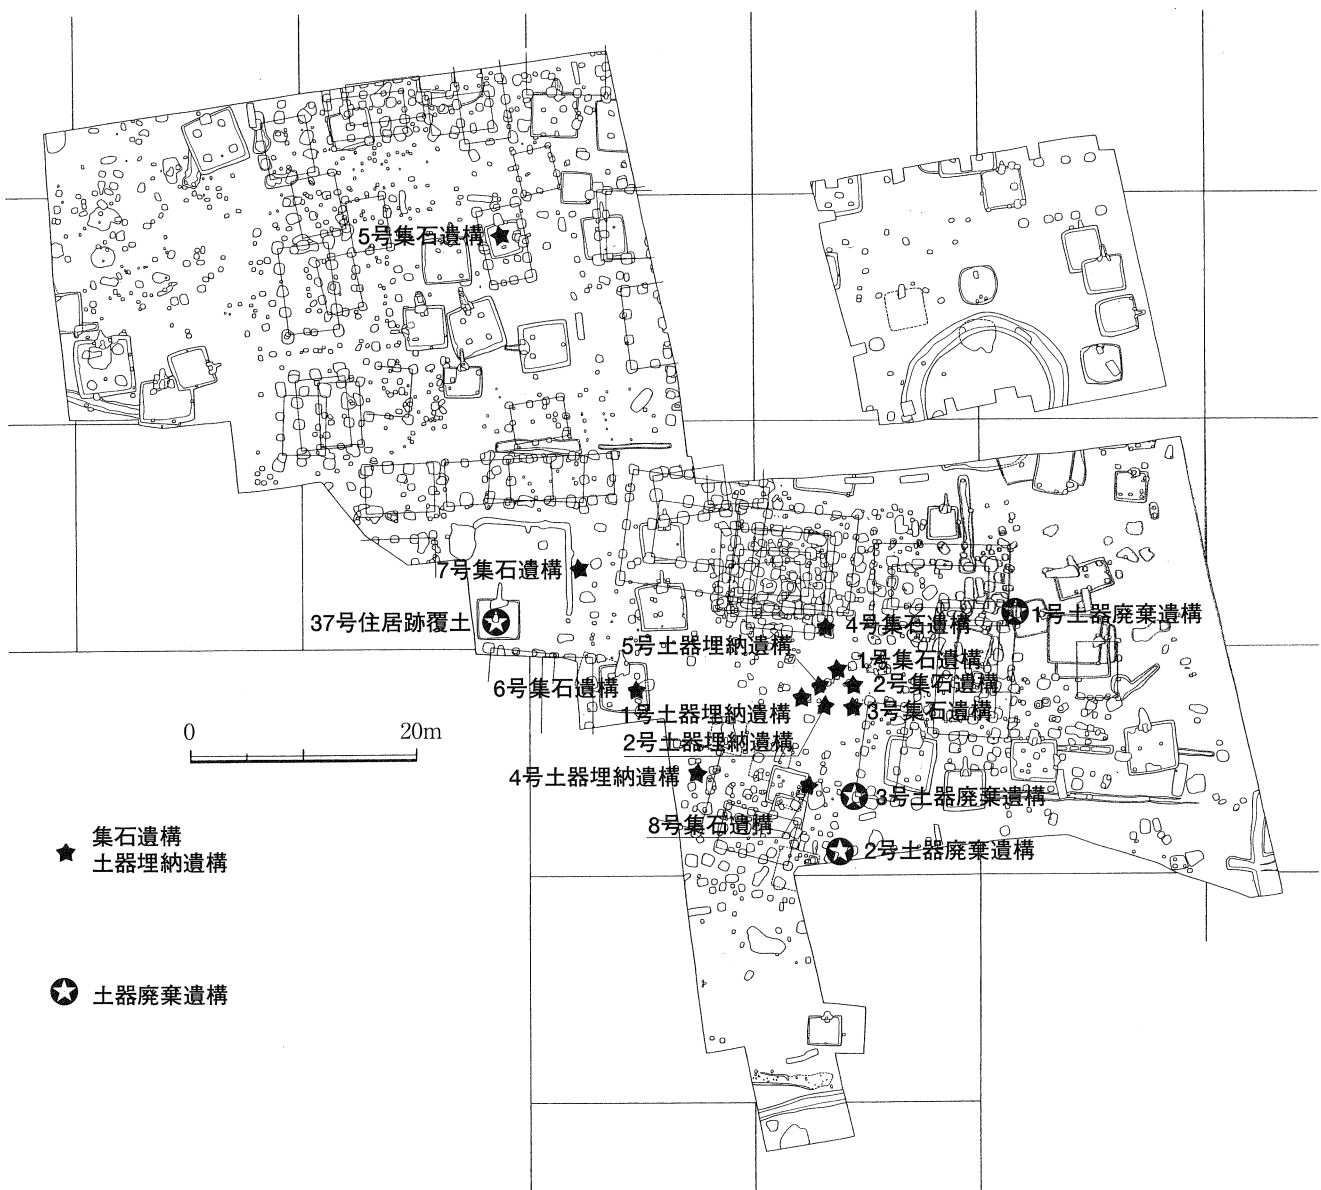 5号集石遺構
7号集石遺構
37号住居跡覆土
1号土器廃棄遺構
4号集石遺構
5号土器埋納遺構
1号集石遺構
2号集石遺構
6号集石遺構
3号集石遺構
1号土器埋納遺構
2号土器埋納遺構
4号土器埋納遺構
3号土器廃棄遺構
8号集石遺構
2号土器廃棄遺構
0 20m
集石遺構
土器埋納遺構
土器廃棄遺構